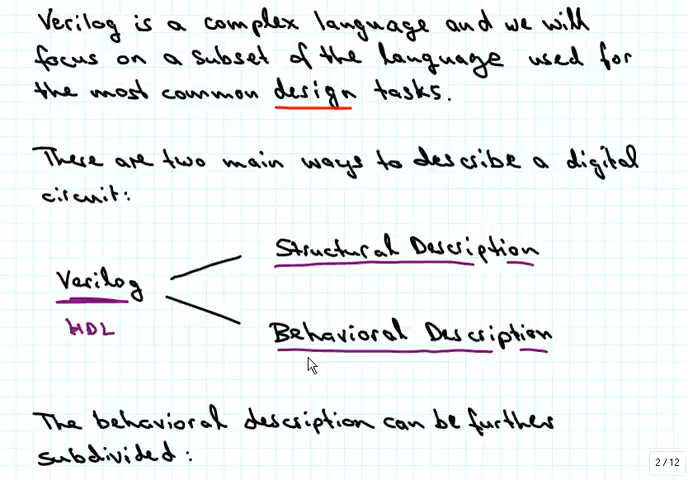 Verilog is a complex language and we will
focus on a subset of the language used for
the most common design tasks.
There are two main ways to describe a digital
circuit:
Structural Description
Verilog
HDL
Behavioral Description
The behavioral description can be further
subdivided:
2 / 12